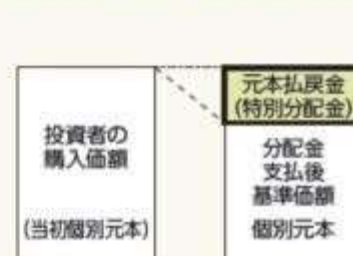 投資者の
購入価額
(当初個別元本)
元本払戻金
(特別分配金)
分配金
支払後
基準価額
個別元本